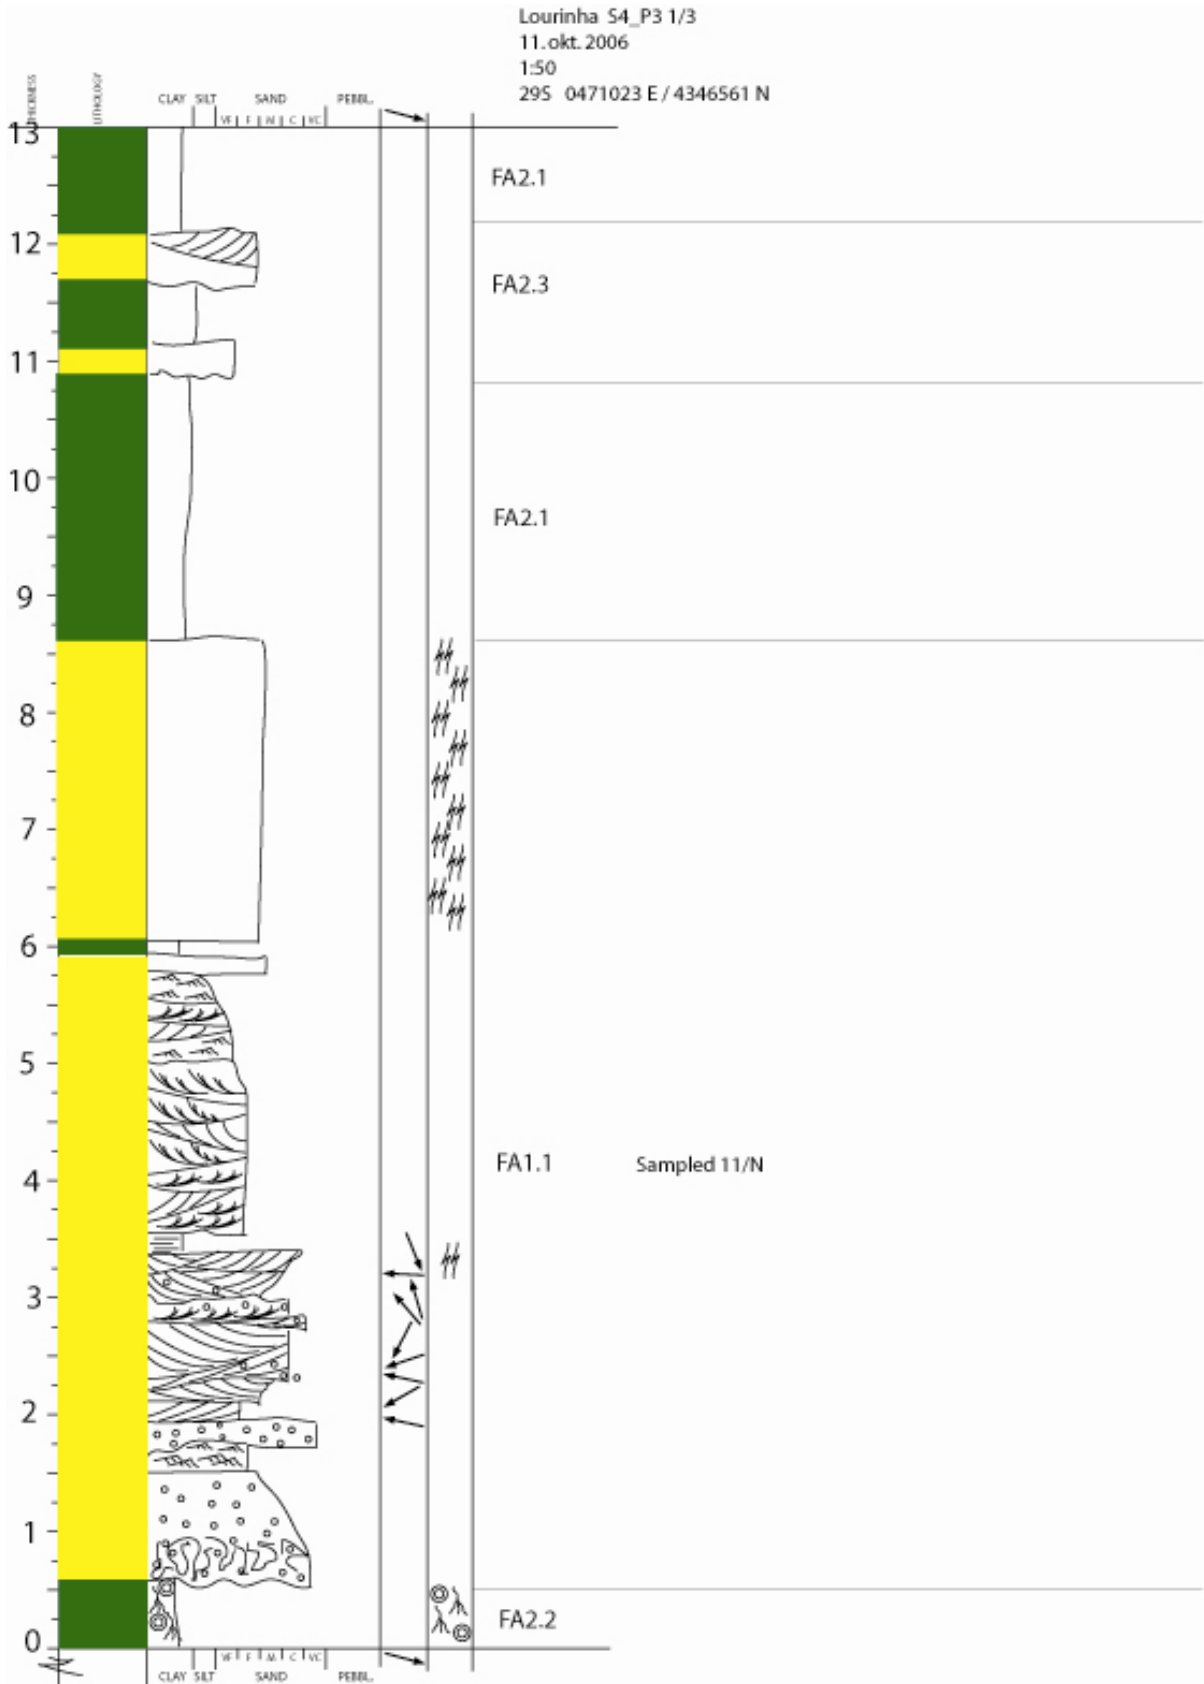 Lourinha S4_P3 1/3
11.okt. 2006
1:50
29S 0471023 E / 4346561 N
THICKNESS
LITHOLOGY
CLAY SILT SAND PEBBL.
VF F M C VC
13
FA2.1
12
FA2.3
11
10
FA2.1
9
8
7
6
5
4
FA1.1 Sampled 11/N
3
2
1
FA2.2
0
VF F M C VC
CLAY SILT SAND PEBBL.